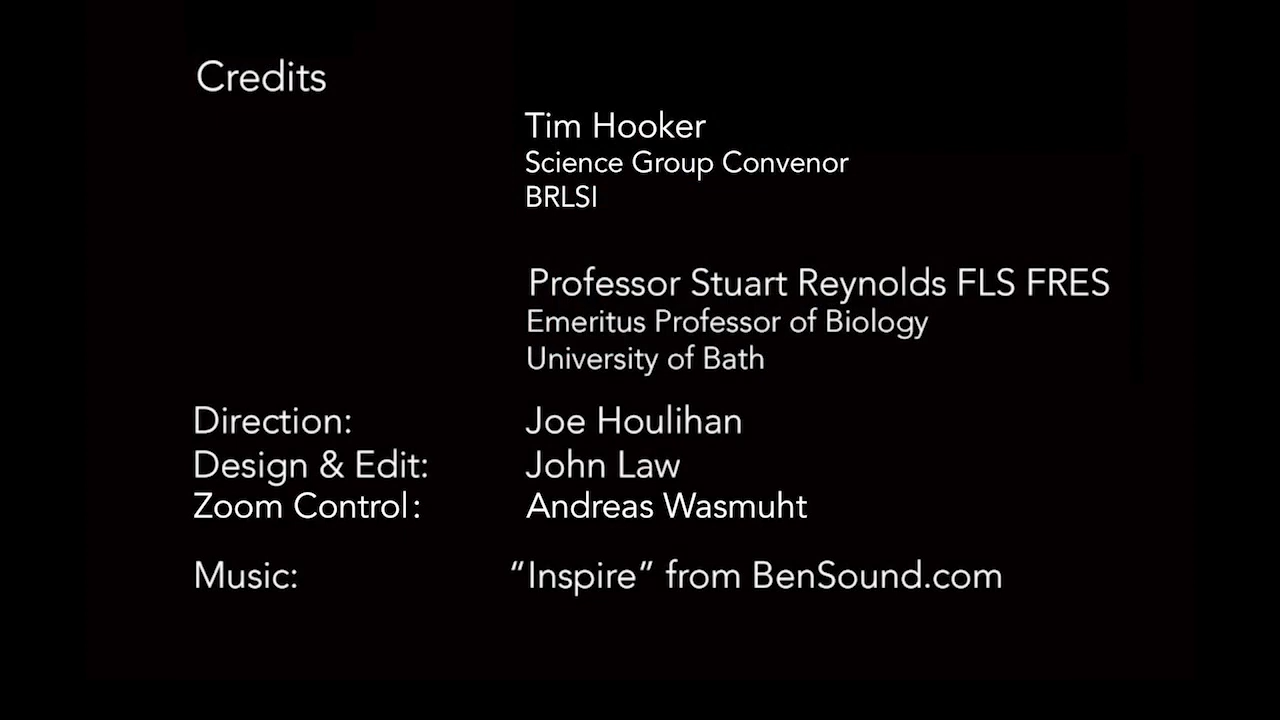 Credits
Tim Hooker
Science Group Convenor
BRLSI
Professor Stuart Reynolds FLS FRES
Emeritus Professor of Biology
University of Bath
Direction: Joe Houlihan
Design & Edit: John Law
Zoom Control: Andreas Wasmuht
Music: “Inspire” from BenSound.com